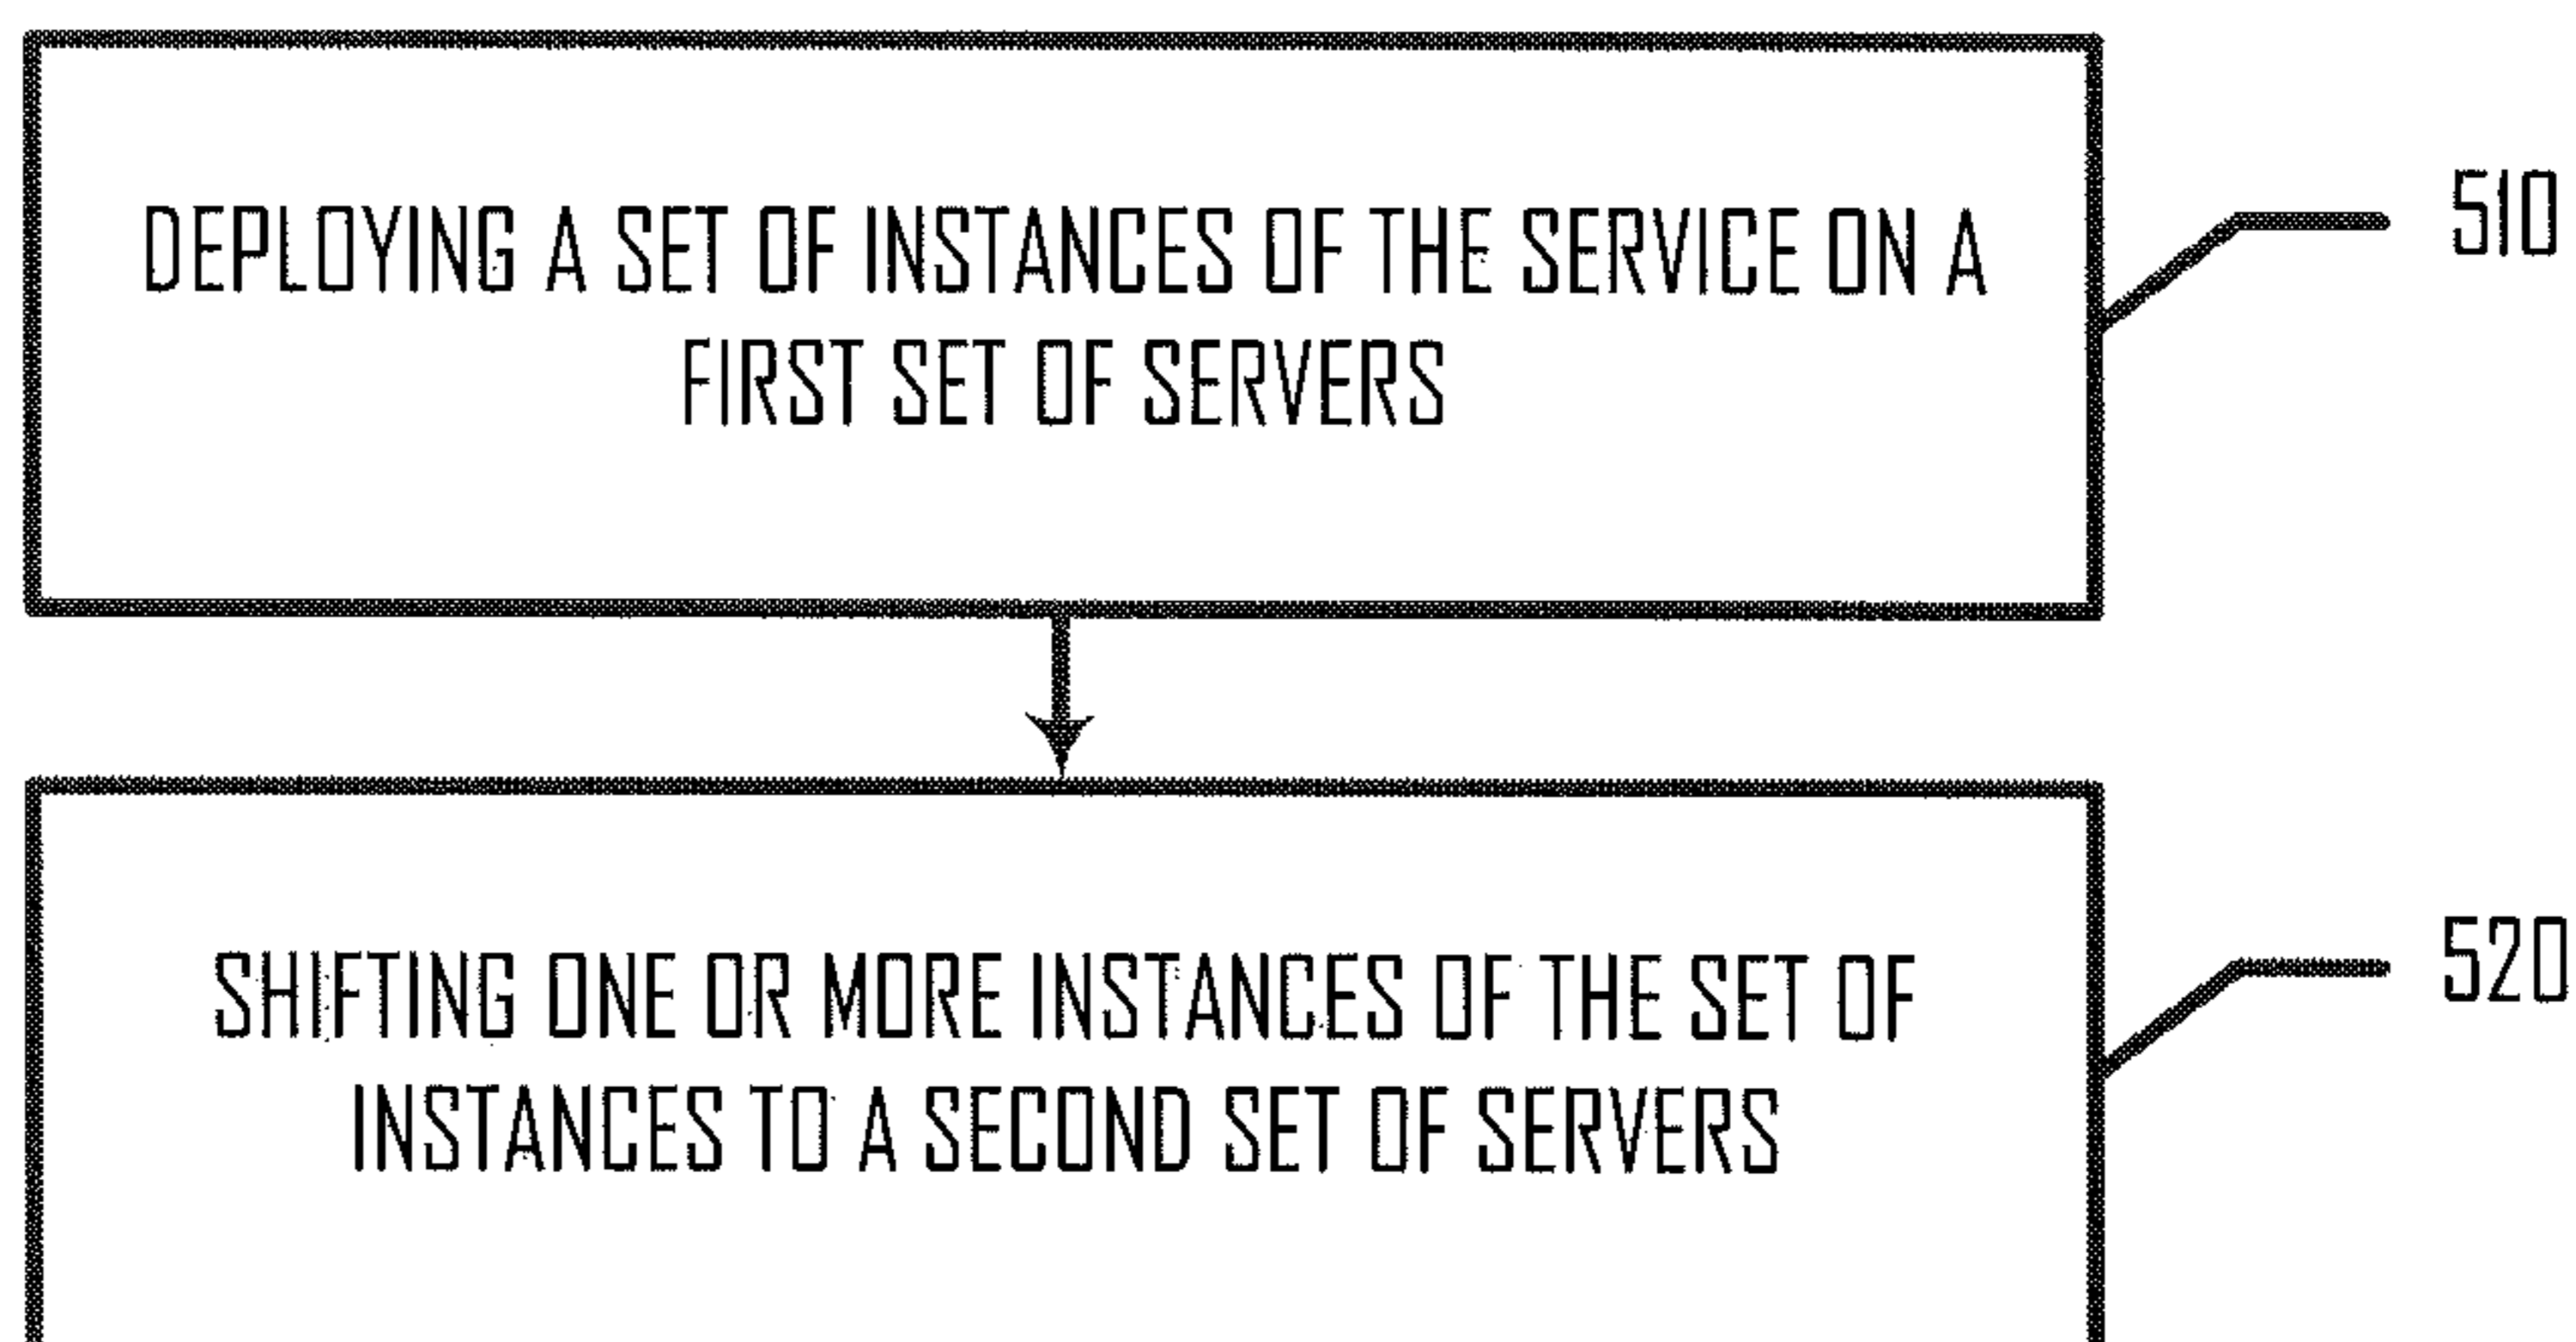 DEPLOYING A SET OF INSTANCES OF THE SERVICE ON A
FIRST SET OF SERVERS
510
SHIFTING ONE OR MORE INSTANCES OF THE SET OF
INSTANCES TO A SECOND SET OF SERVERS
520